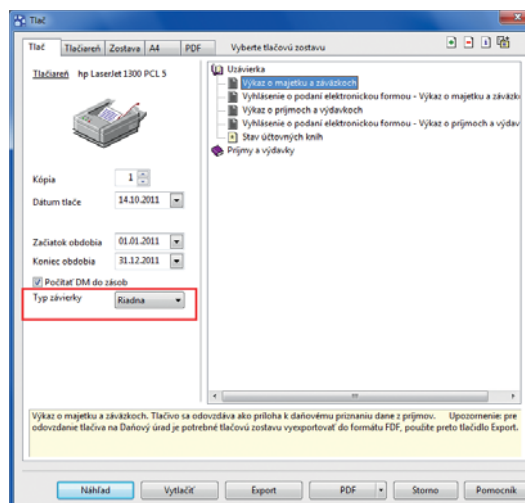 Tlač
Tlač Tlačiareň Zostava A4 PDF Vyberte tlačovú zostavu
Tlačiareň hp LaserJet 1300 PCL 5
Kópia 1
Dátum tlače 14.10.2011
Začiatok obdobia 01.01.2011
Koniec obdobia 31.12.2011
Počítať DM do zásob
Typ závierky Riadna
Uzávierka
Výkaz o majetku a záväzkoch
Vyhlásenie o podaní elektronickou formou - Výkaz o majetku a záväzko
Výkaz o príjmoch a výdavkoch
Vyhlásenie o podaní elektronickou formou - Výkaz o príjmoch a výdav
Stav účtovných kníh
Príjmy a výdavky
Výkaz o majetku a záväzkoch. Tlačivo sa odovzdáva ako príloha k daňovému priznaniu dane z príjmov. Upozornenie: pre
odovzdanie tlačiva na Daňový úrad je potrebné tlačovú zostavu vyexportovať do formátu FDF, použite preto tlačidlo Export.
Náhľad Vytlačiť Export PDF Storno Pomocník